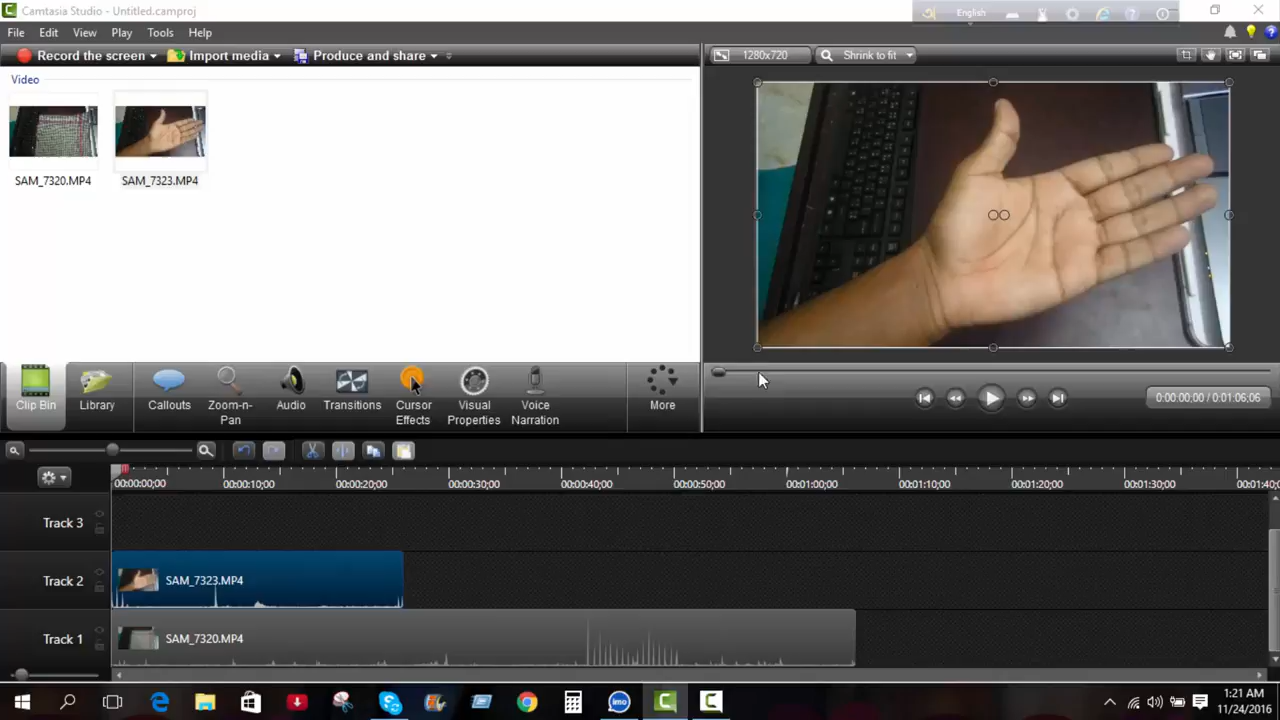 Camtasia Studio - Untitled.camproj
English
File Edit View Play Tools Help
Record the screen Import media Produce and share
1280x720 Shrink to fit
Video
SAM_7320.MP4 SAM_7323.MP4
Clip Bin Library Callouts Zoom-n-Pan Audio Transitions Cursor Effects Visual Properties Voice Narration More
0:00:00;00 / 0:01:06;06
00:00:00;00 00:00:10;00 00:00:20;00 00:00:30;00 00:00:40;00 00:00:50;00 00:01:00;00 00:01:10;00 00:01:20;00 00:01:30;00 00:01:40;
Track 3
Track 2 SAM_7323.MP4
Track 1 SAM_7320.MP4
imo
1:21 AM
11/24/2016